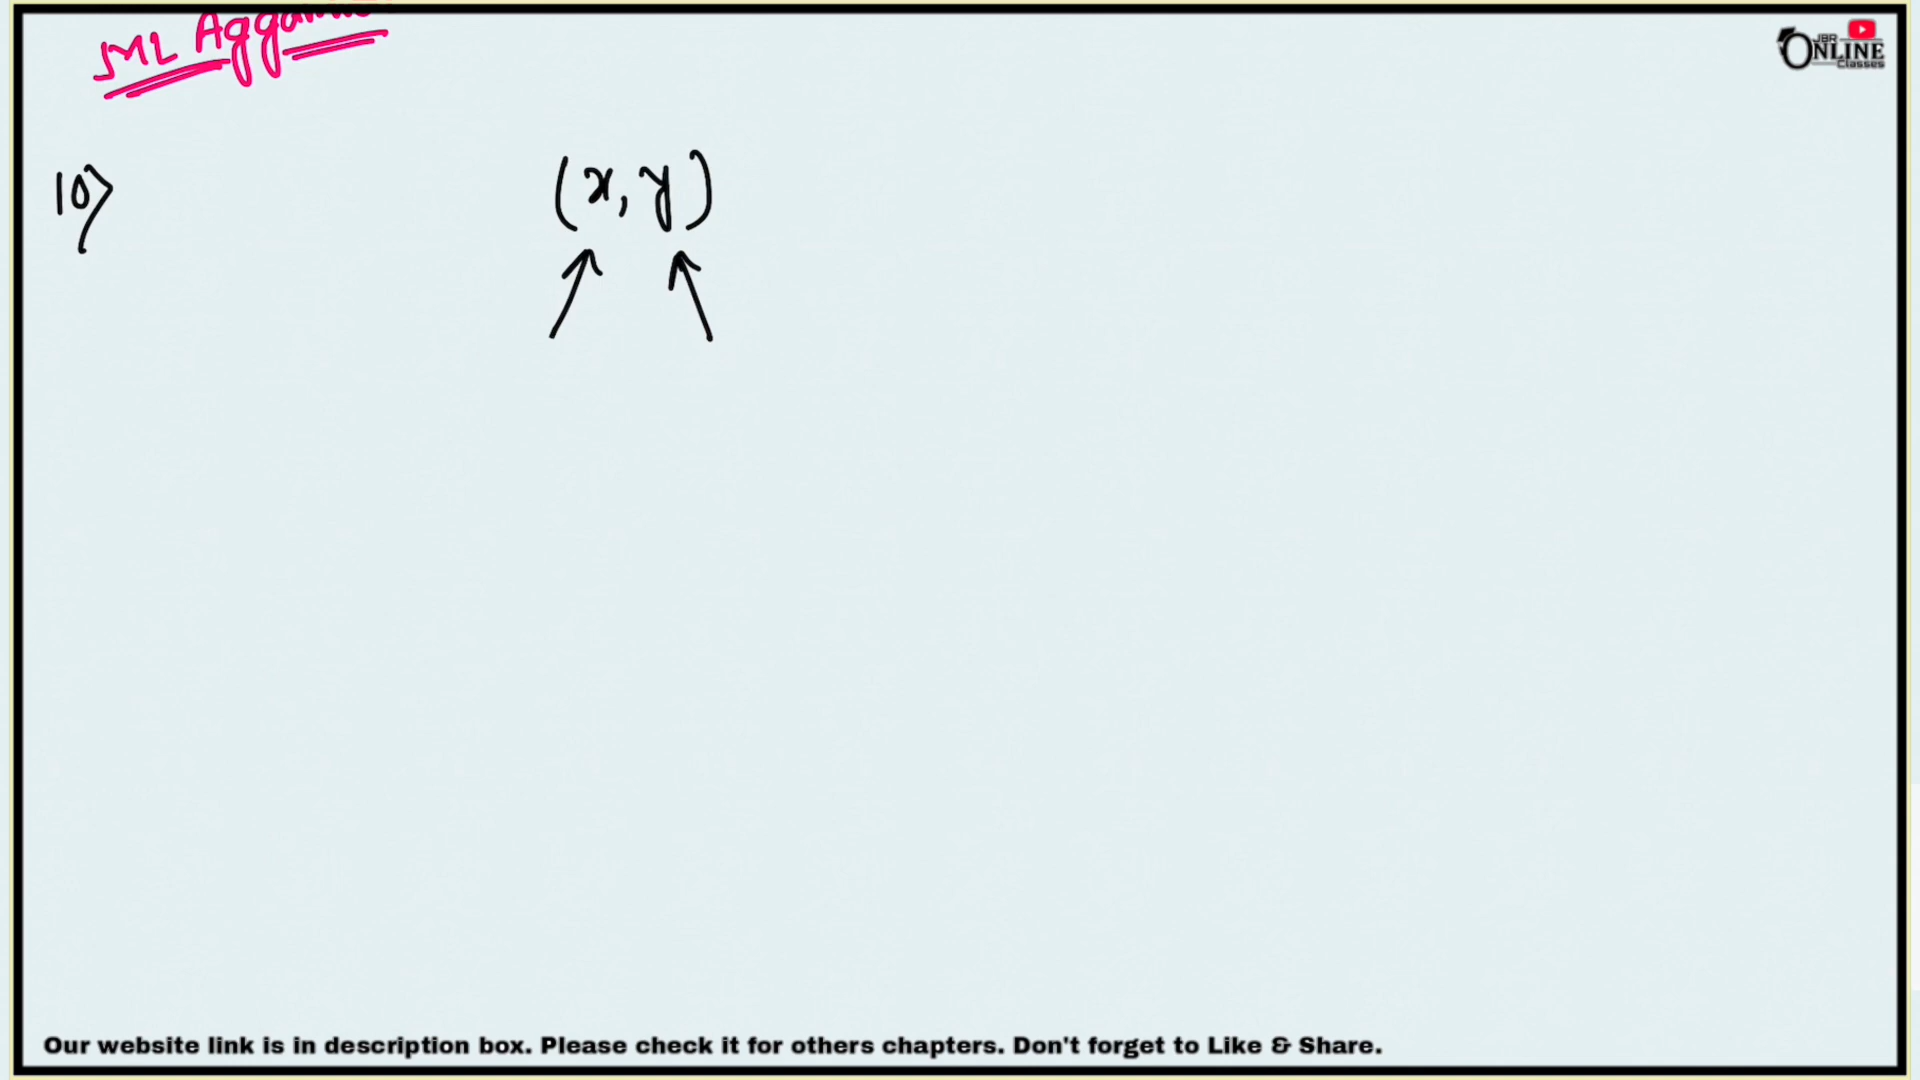 ML
JBR
ONLINE
Classes
10)
(x, y)
Our website link is in description box. Please check it for others chapters. Don't forget to Like & Share.